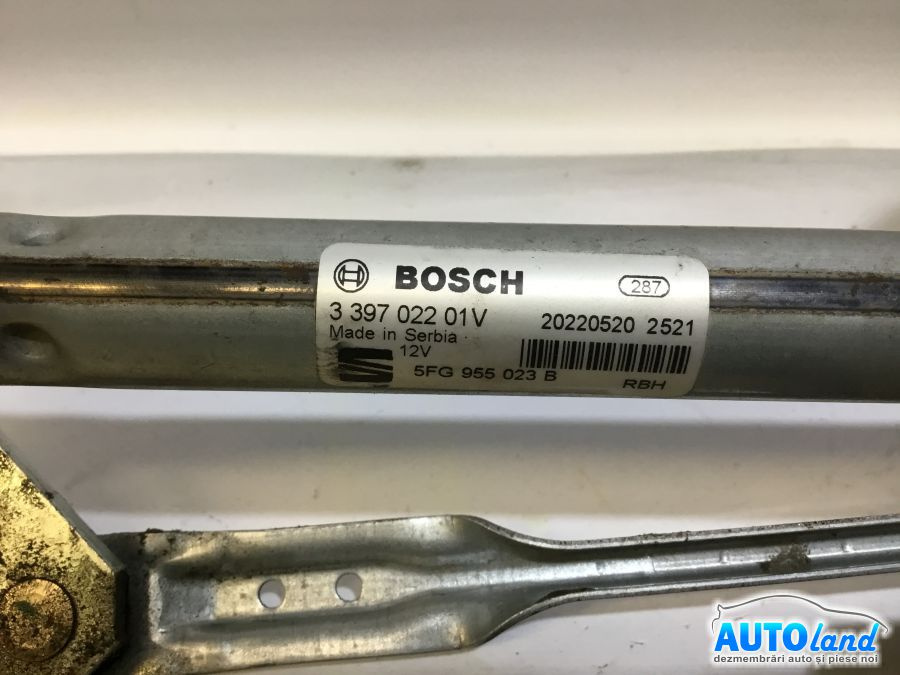 BOSCH
287
3 397 022 01V
20220520 2521
Made in Serbia
12V
5FG 955 023 B
RBH
AUTOland
dezmembrări auto și piese noi